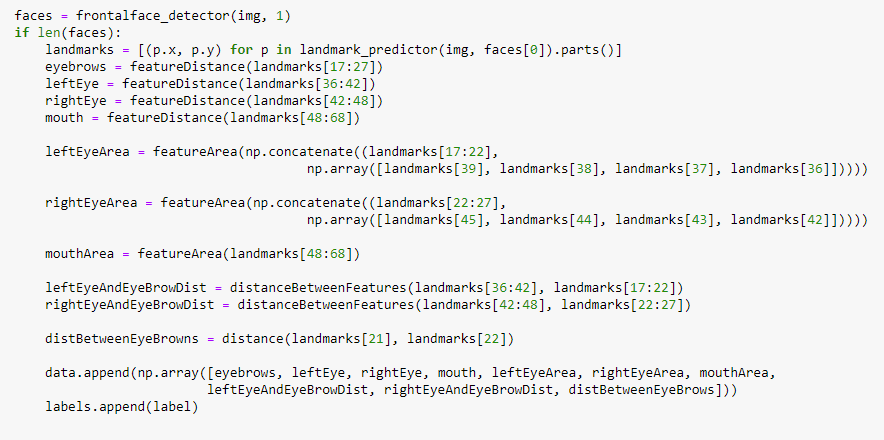 faces = frontalface_detector(img, 1)
if len(faces):
    landmarks = [(p.x, p.y) for p in landmark_predictor(img, faces[0]).parts()]
    eyebrows = featureDistance(landmarks[17:27])
    leftEye = featureDistance(landmarks[36:42])
    rightEye = featureDistance(landmarks[42:48])
    mouth = featureDistance(landmarks[48:68])

    leftEyeArea = featureArea(np.concatenate((landmarks[17:22],
                                      np.array([landmarks[39], landmarks[38], landmarks[37], landmarks[36]]))))

    rightEyeArea = featureArea(np.concatenate((landmarks[22:27],
                                      np.array([landmarks[45], landmarks[44], landmarks[43], landmarks[42]]))))

    mouthArea = featureArea(landmarks[48:68])

    leftEyeAndEyeBrowDist = distanceBetweenFeatures(landmarks[36:42], landmarks[17:22])
    rightEyeAndEyeBrowDist = distanceBetweenFeatures(landmarks[42:48], landmarks[22:27])

    distBetweenEyeBrowns = distance(landmarks[21], landmarks[22])

    data.append(np.array([eyebrows, leftEye, rightEye, mouth, leftEyeArea, rightEyeArea, mouthArea,
                         leftEyeAndEyeBrowDist, rightEyeAndEyeBrowDist, distBetweenEyeBrows]))
    labels.append(label)